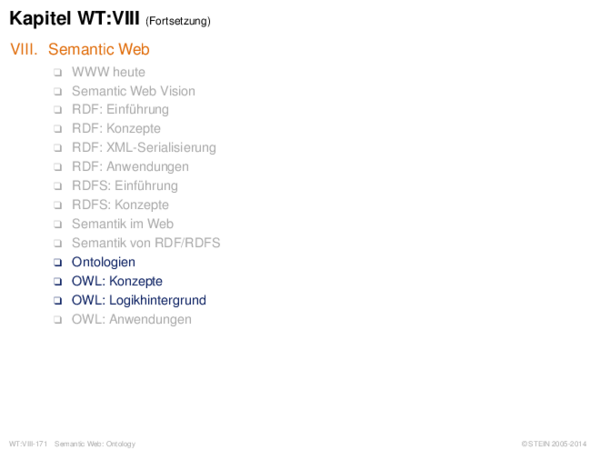 Kapitel WT:VIII (Fortsetzung)
VIII. Semantic Web
❑ WWW heute
❑ Semantic Web Vision
❑ RDF: Einführung
❑ RDF: Konzepte
❑ RDF: XML-Serialisierung
❑ RDF: Anwendungen
❑ RDFS: Einführung
❑ RDFS: Konzepte
❑ Semantik im Web
❑ Semantik von RDF/RDFS
❑ Ontologien
❑ OWL: Konzepte
❑ OWL: Logikhintergrund
❑ OWL: Anwendungen
WT:VIII-171 Semantic Web: Ontology © STEIN 2005-2014